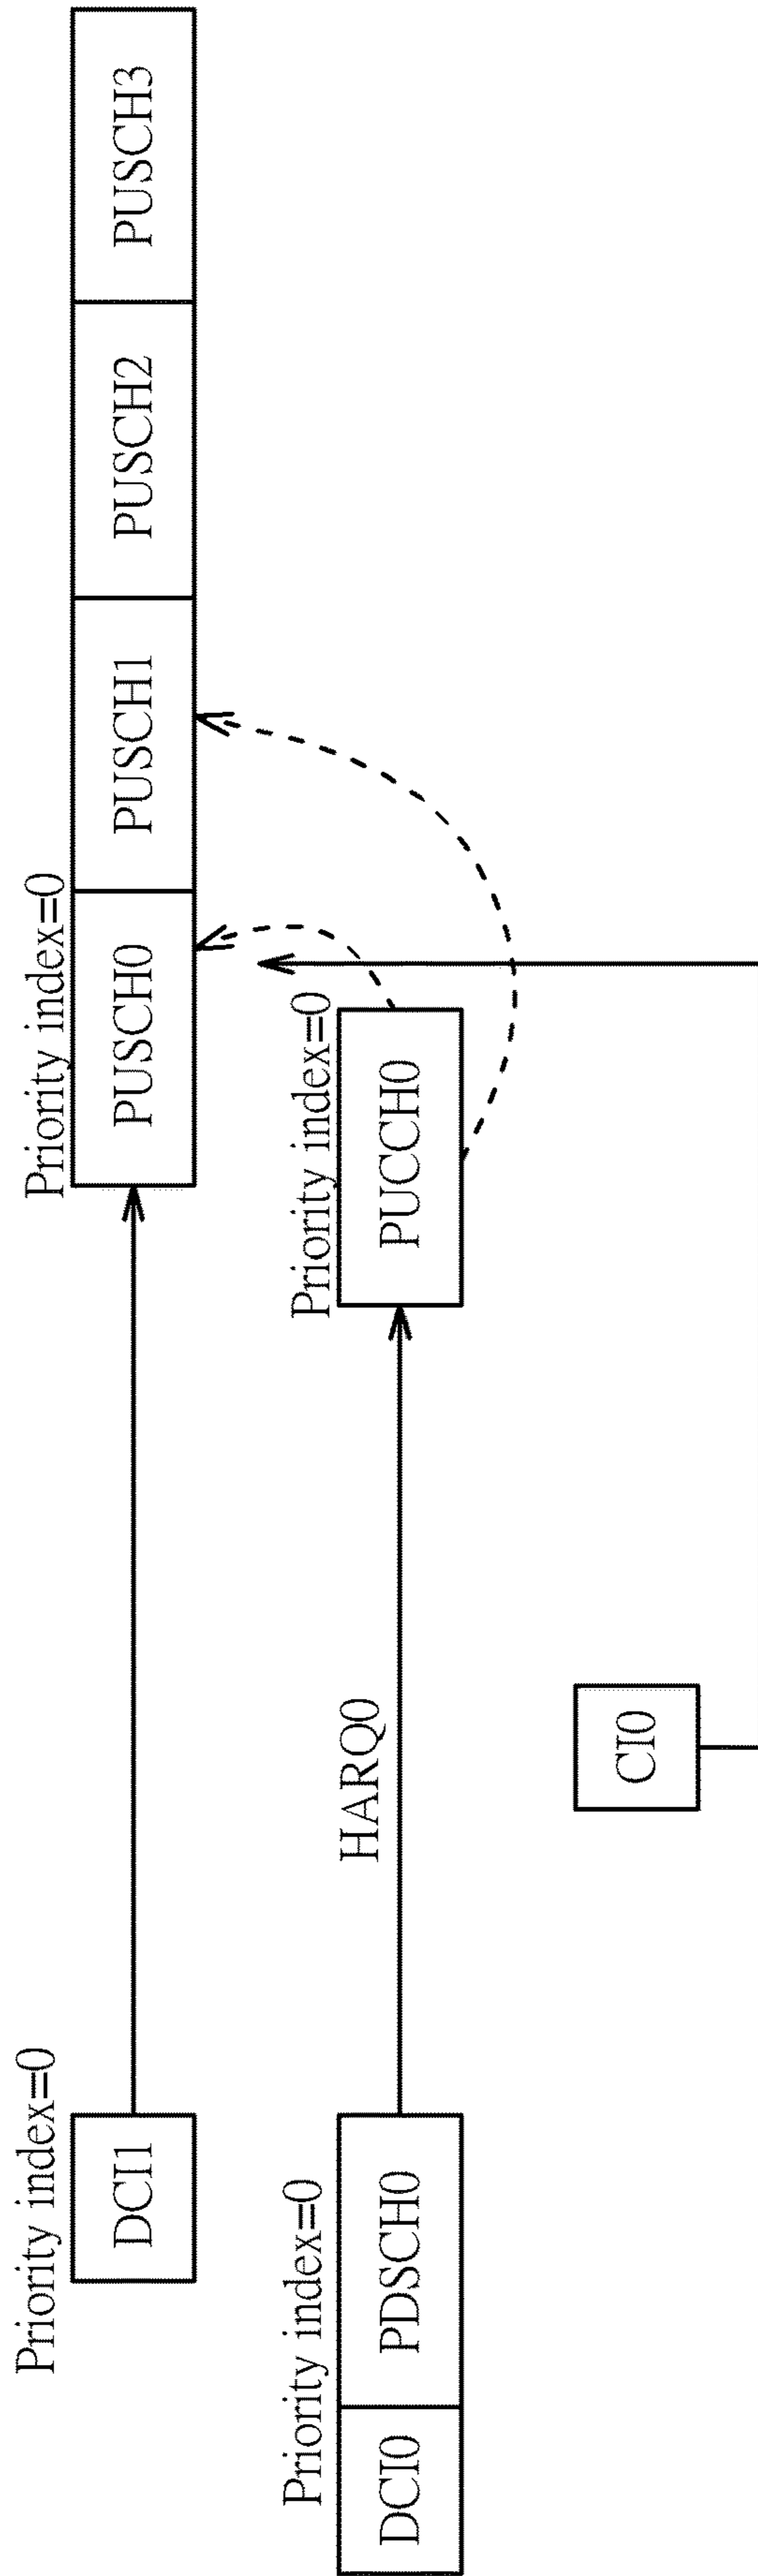 Priority index=0
DCI1
Priority index=0
PUSCH0
PUSCH1
PUSCH2
PUSCH3
Priority index=0
DCI0
PDSCH0
HARQ0
Priority index=0
PUCCH0
CI0